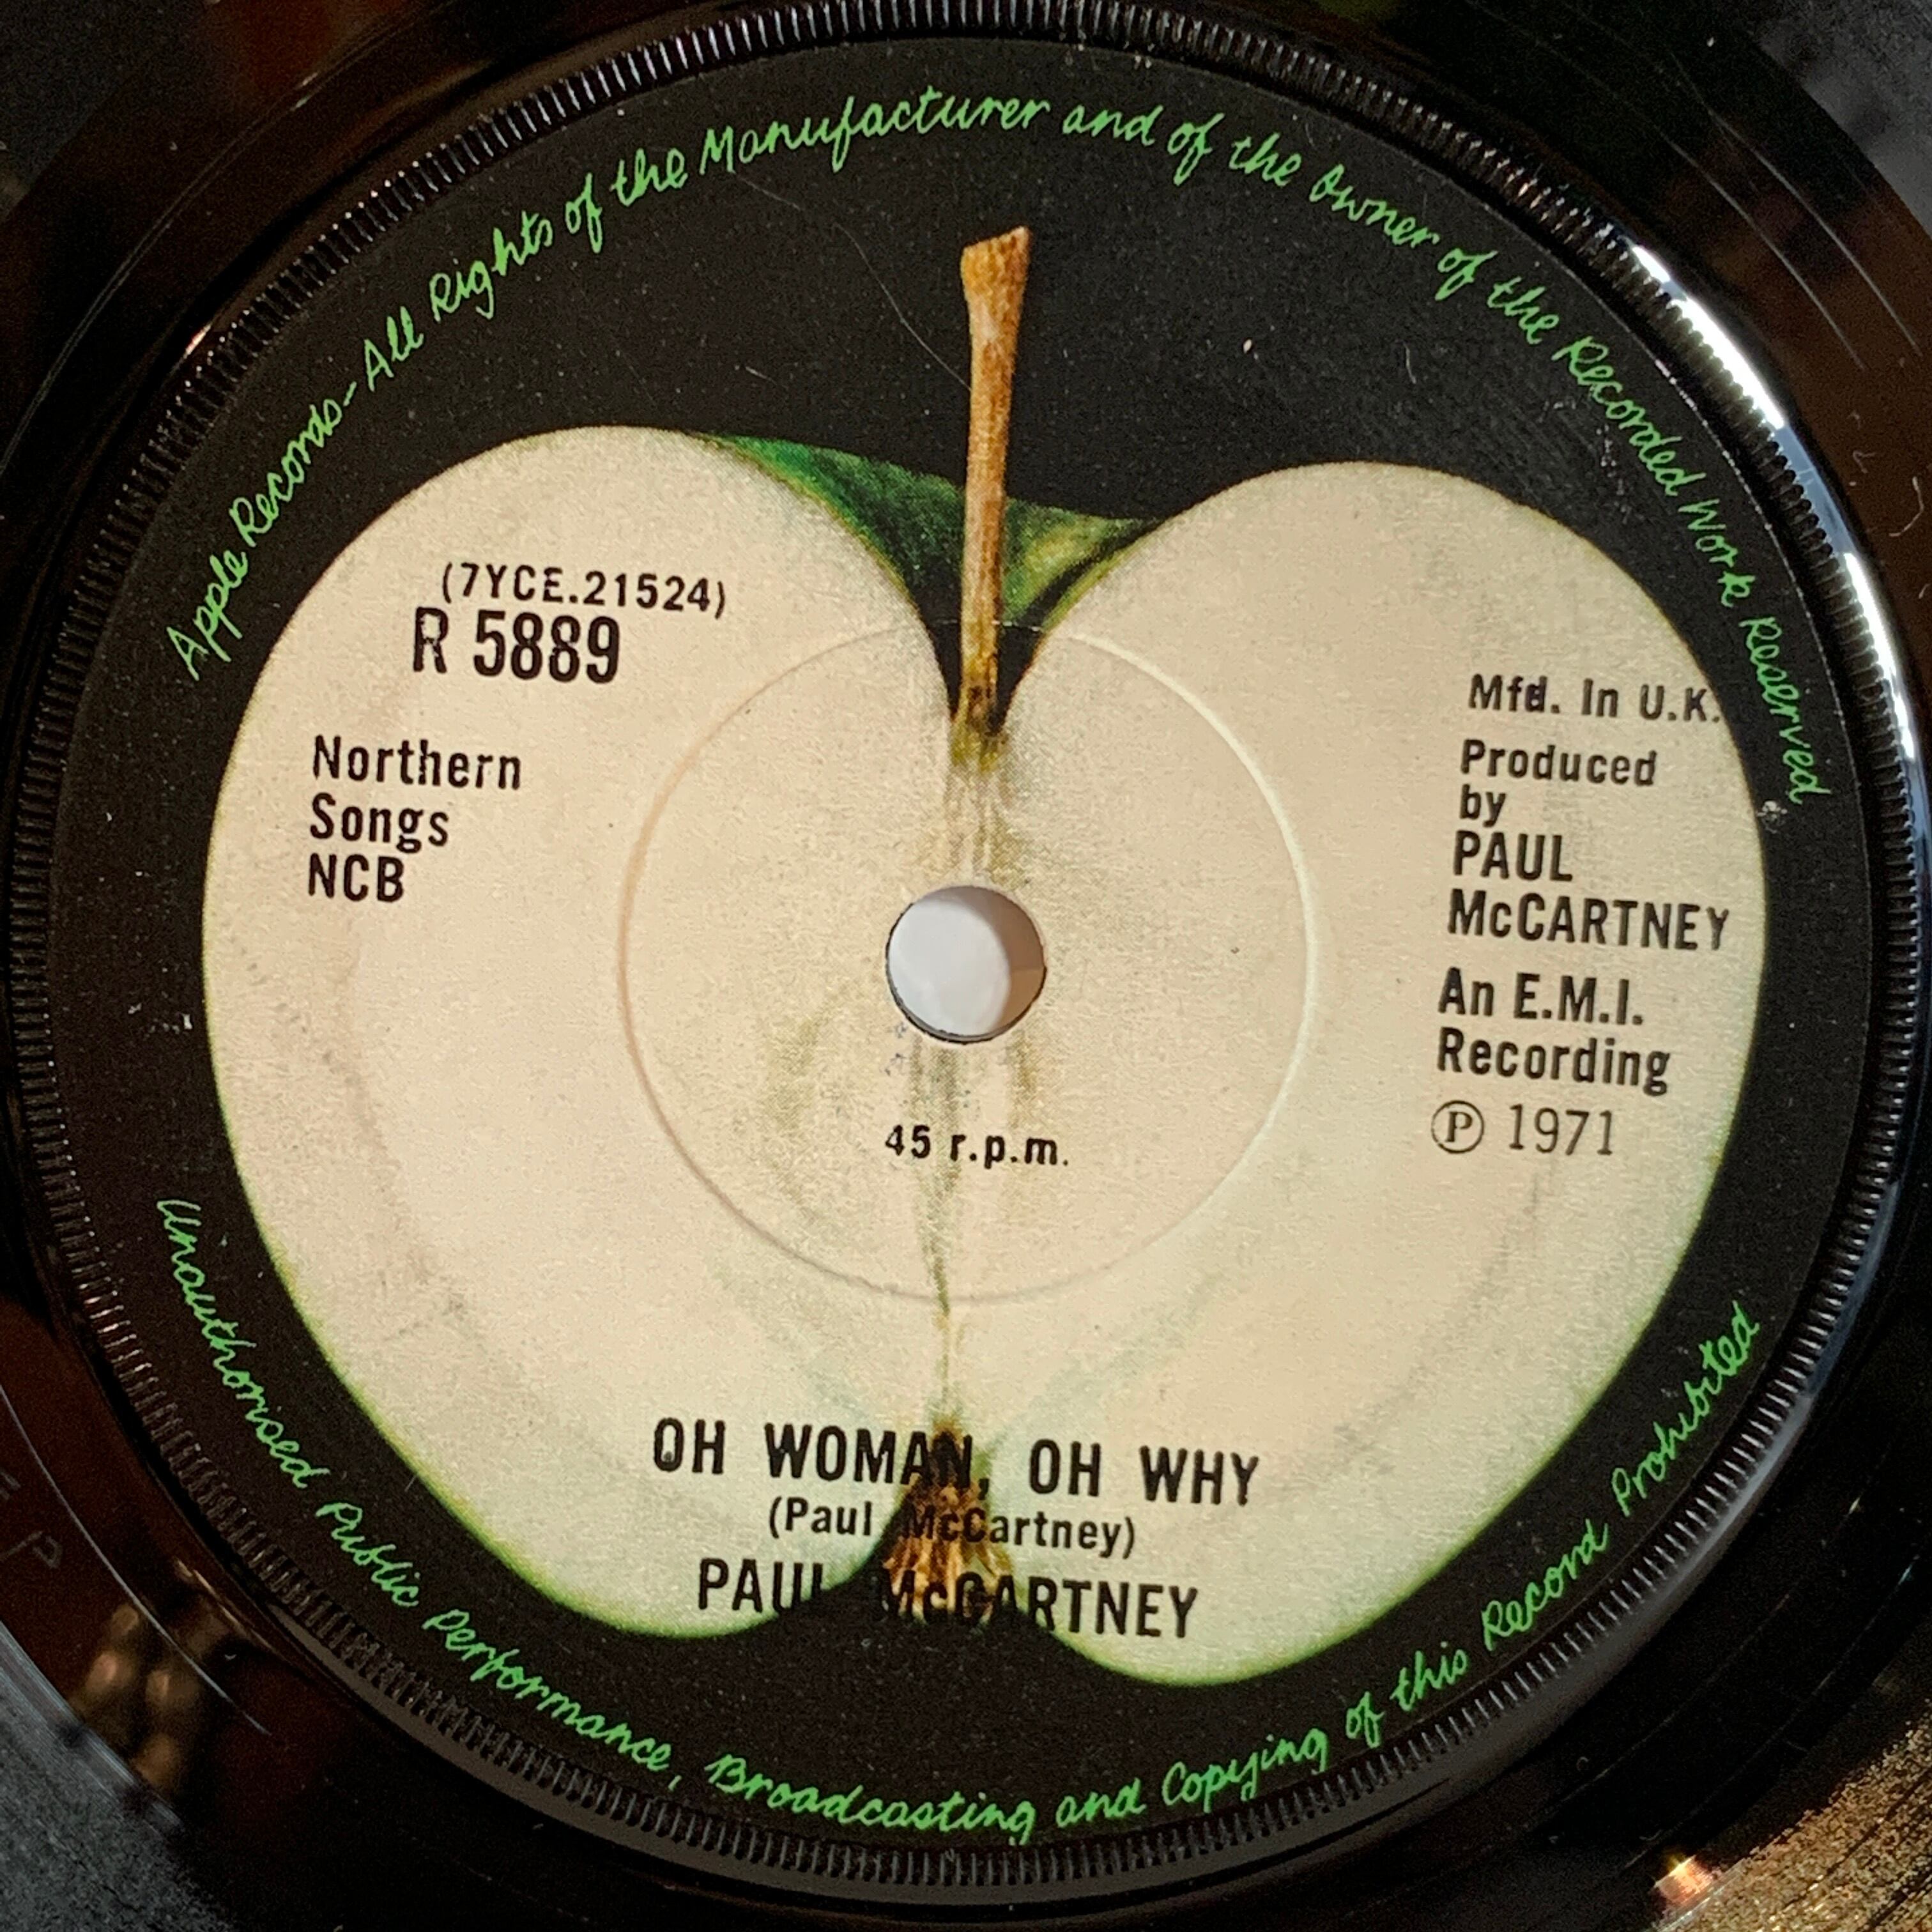 Apple Records - All Rights of the Manufacturer and of the Owner of the Recorded Work Reserved
(7YCE.21524)
R 5889
Northern
Songs
NCB
Mfd. In U.K.
Produced
by
PAUL
McCARTNEY
An E.M.I.
Recording
Ⓟ 1971
45 r.p.m.
OH WOMAN, OH WHY
(Paul McCartney)
PAUL McCARTNEY
Unauthorised Public Performance, Broadcasting and Copying of this Record Prohibited